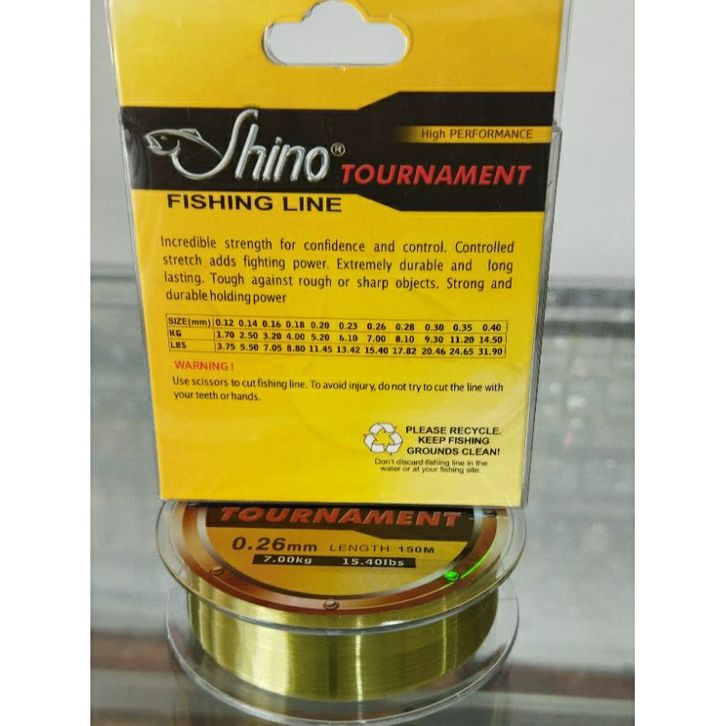 High PERFORMANCE
Shino®
TOURNAMENT
FISHING LINE
Incredible strength for confidence and control. Controlled
stretch adds fighting power. Extremely durable and long
lasting. Tough against rough or sharp objects. Strong and
durable holding power
SIZE(mm) 0.12 0.14 0.16 0.18 0.20 0.23 0.26 0.28 0.30 0.35 0.40
KG 1.70 2.50 3.20 4.00 5.20 6.10 7.00 8.10 9.30 11.20 14.50
LBS 3.75 5.50 7.05 8.80 11.45 13.42 15.40 17.82 20.46 24.65 31.90
WARNING!
Use scissors to cut fishing line. To avoid injury, do not try to cut the line with
your teeth or hands.
PLEASE RECYCLE.
KEEP FISHING
GROUNDS CLEAN!
Don't discard fishing line in the
water or at your fishing site.
TOURNAMENT
0.26mm LENGTH 150M
7.00kg 15.40lbs